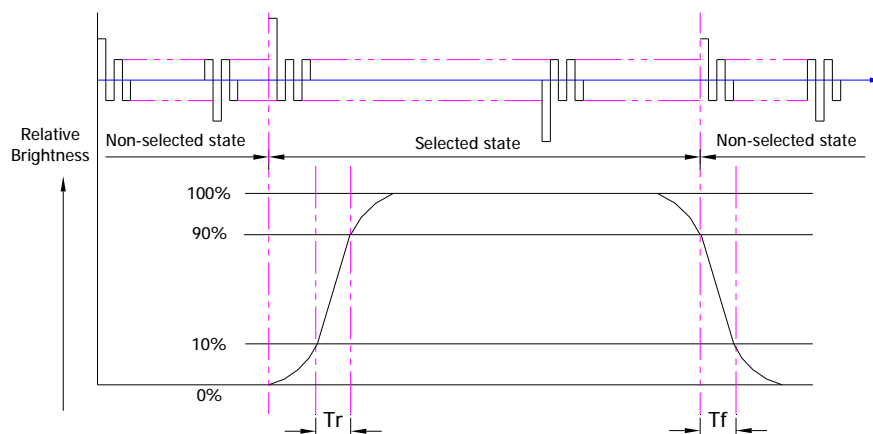 Relative
Brightness
Non-selected state
Selected state
Non-selected state
100%
90%
10%
0%
Tr
Tf